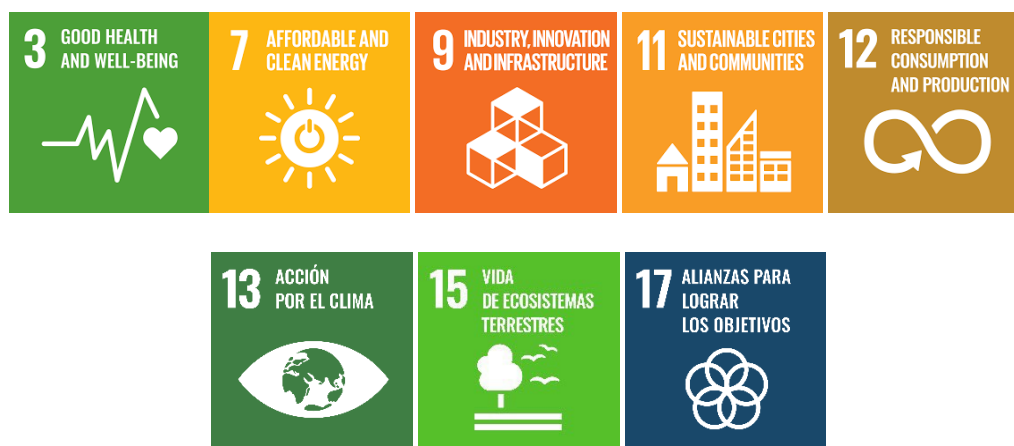 3 GOOD HEALTH
AND WELL-BEING
7 AFFORDABLE AND
CLEAN ENERGY
9 INDUSTRY, INNOVATION
AND INFRASTRUCTURE
11 SUSTAINABLE CITIES
AND COMMUNITIES
12 RESPONSIBLE
CONSUMPTION
AND PRODUCTION
13 ACCIÓN
POR EL CLIMA
15 VIDA
DE ECOSISTEMAS
TERRESTRES
17 ALIANZAS PARA
LOGRAR
LOS OBJETIVOS